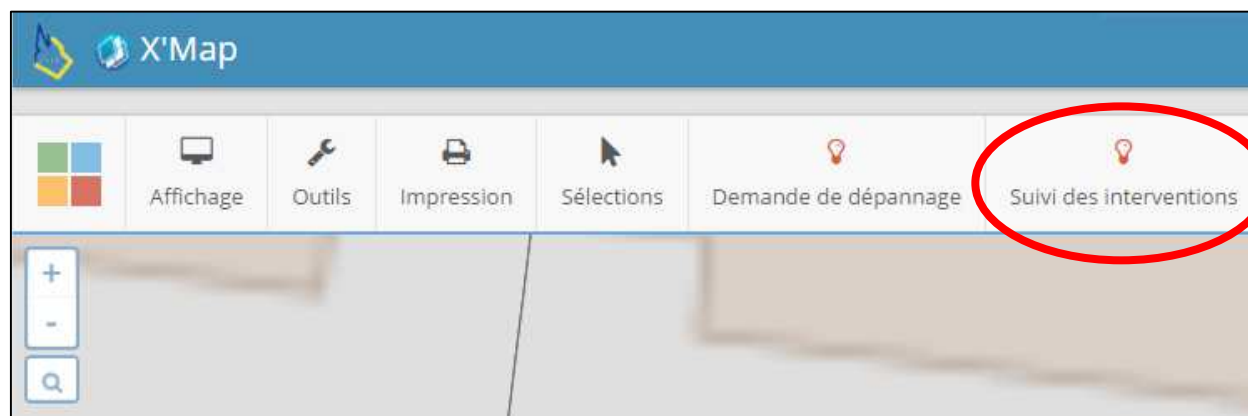 X'Map
Affichage Outils Impression Sélections Demande de dépannage Suivi des interventions
+
-